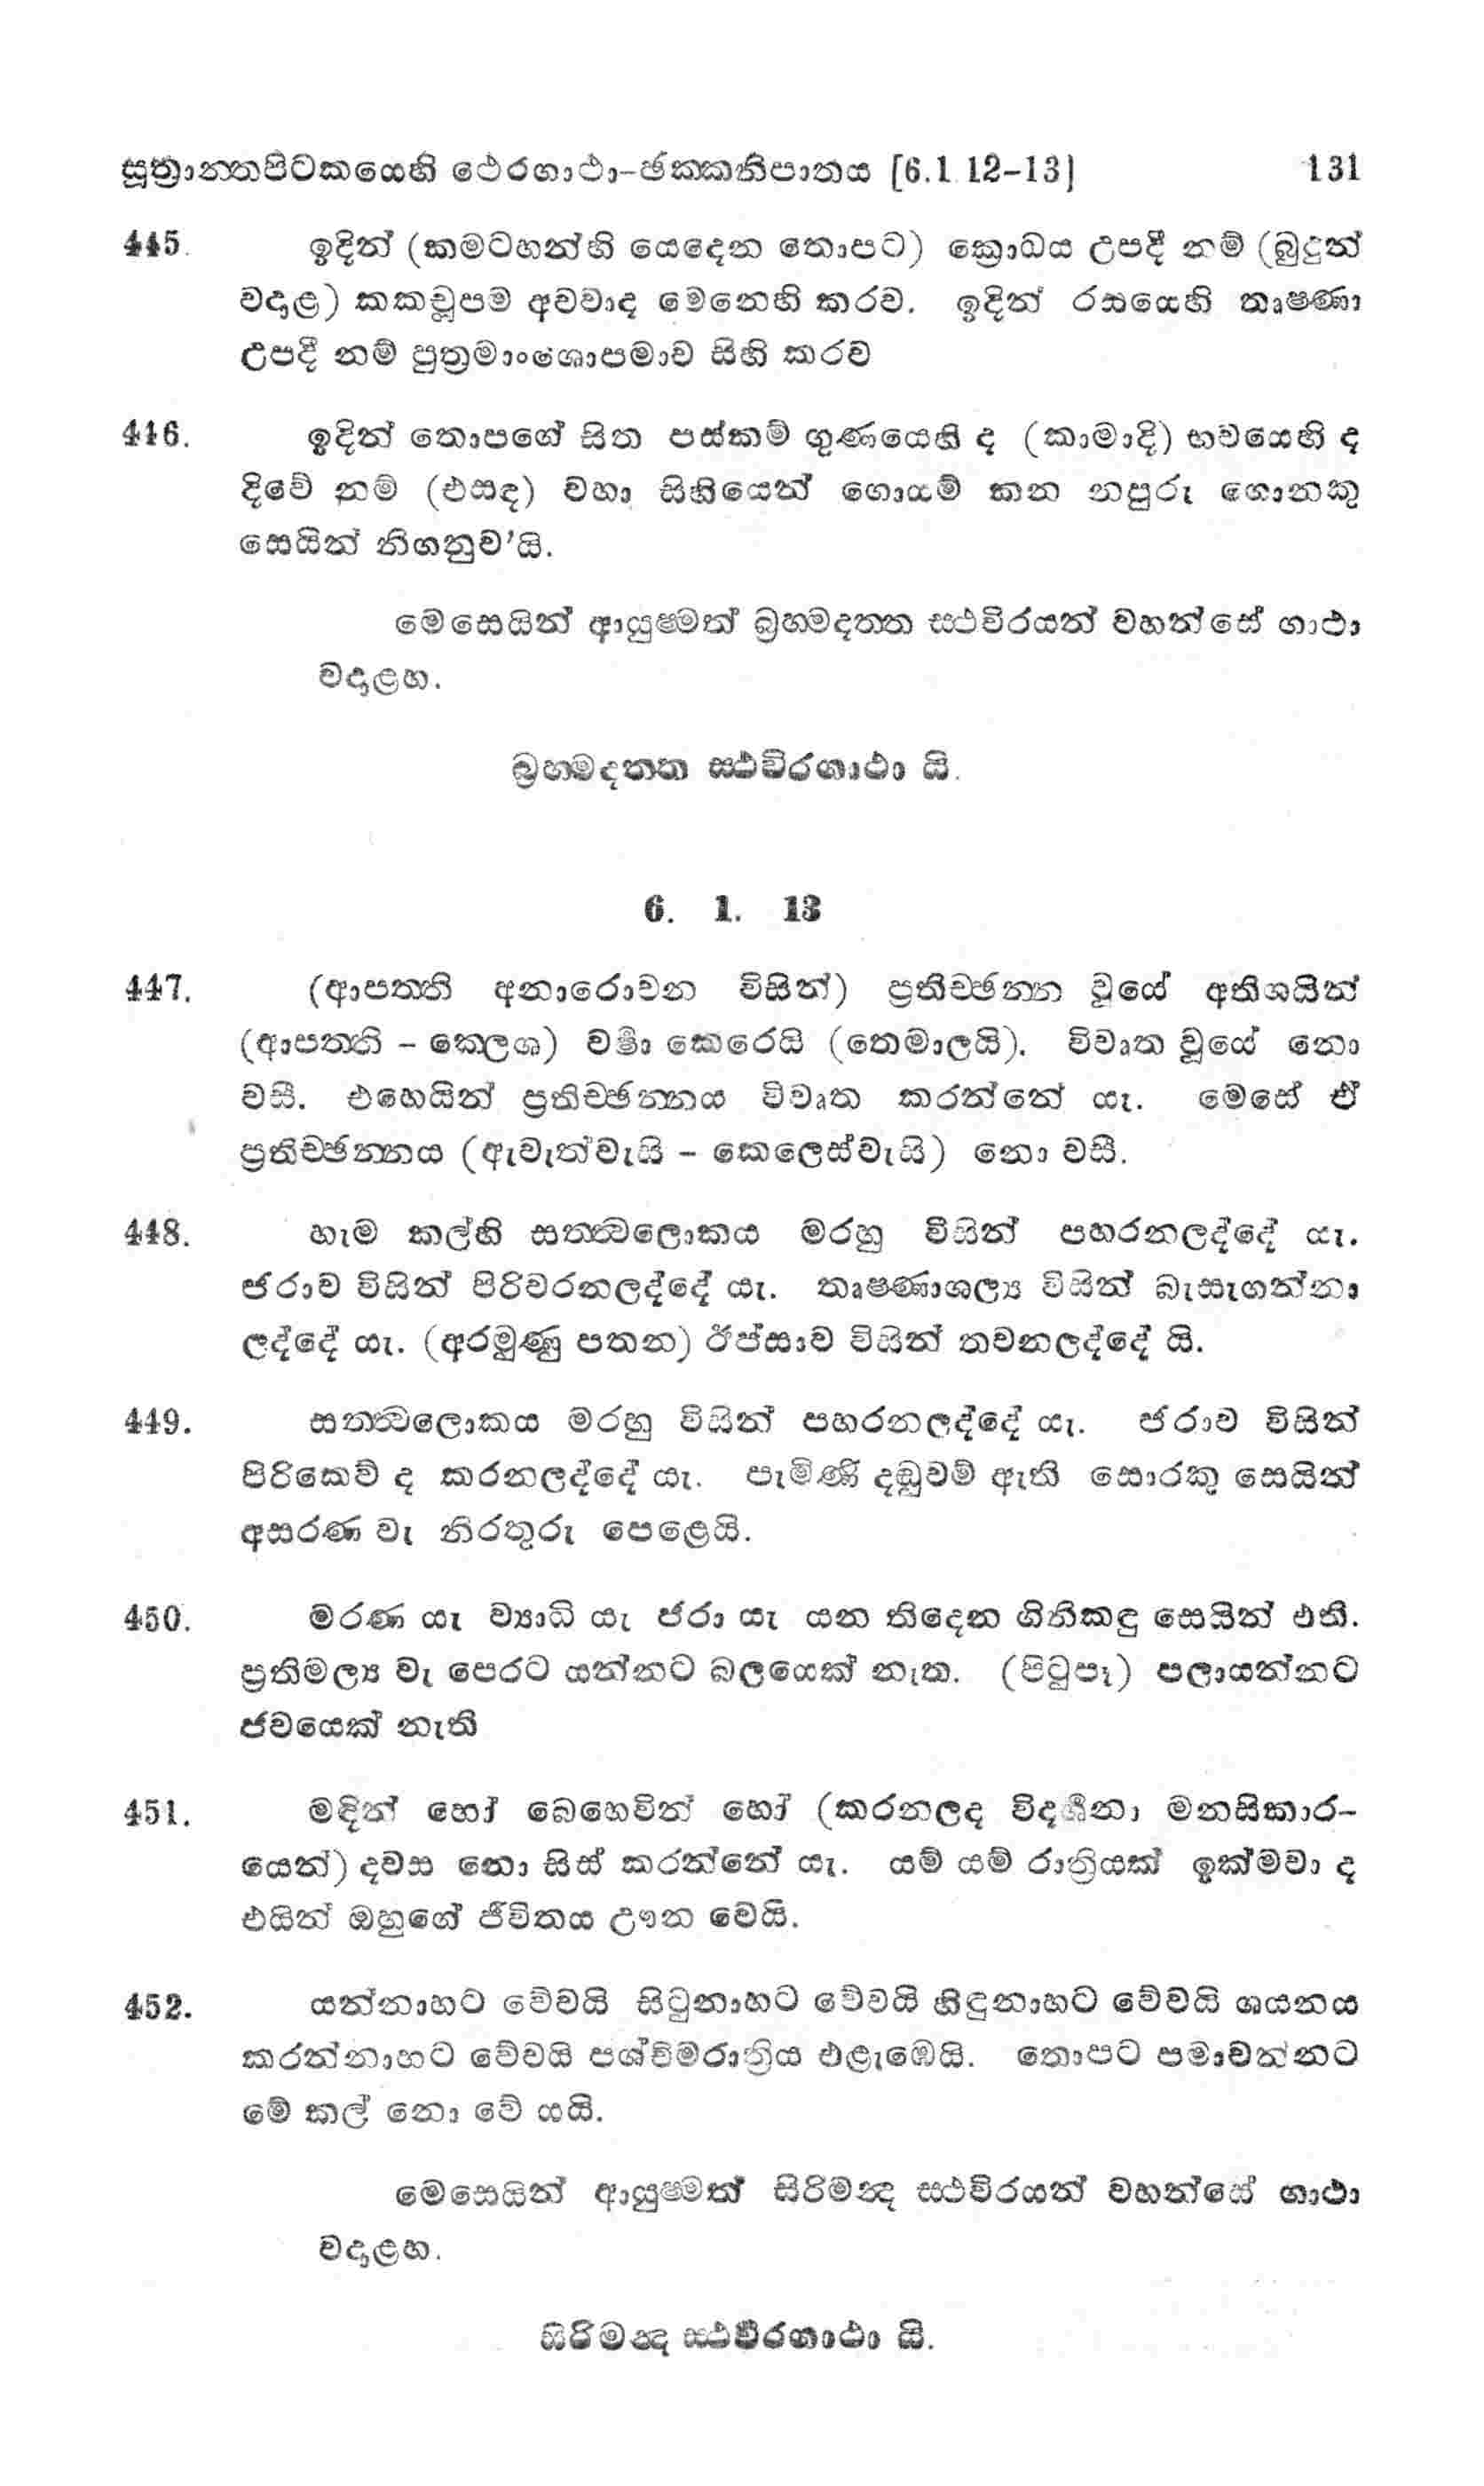 සූත්‍රාන්තපිටකයෙහි ථෙරගාථා-ඡක්කනිපාතය [6.1 12-13] 131
445. ඉදින් (කමටහන්හි යෙදෙන තොපට) ක්‍රොධය උපදී නම් (බුදුන්
වදාළ) කකචූපම අවවාද මෙනෙහි කරව. ඉදින් රසයෙහි තෘෂ්ණා
උපදී නම් පුත්‍රමාංශොපමාව සිහි කරව
446. ඉදින් තොපගේ සිත පස්කම් ගුණයෙහි ද (කාමාදි) භවයෙහි ද
දිවේ නම් (එසඳ) වහා සිහියෙන් ගොයම් කන නපුරු ගොනකු
සෙයින් නිගනුව'යි.
මෙසෙයින් ආයුෂ්මත් බ්‍රහ්මදත්ත ස්ථවිරයන් වහන්සේ ගාථා
වදාළහ.
බ්‍රහ්මදත්ත ස්ථවිරගාථා යි.
6. 1. 13
447. (ආපත්ති අනාරොචන විසින්) ප්‍රතිච්ඡන්න වූයේ අතිශයින්
(ආපත්ති - ක්ලෙශ) වර්ෂා කෙරෙයි (තෙමාලයි). විවෘත වූයේ නො
වසී. එහෙයින් ප්‍රතිච්ඡන්නය විවෘත කරන්නේ යැ. මෙසේ ඒ
ප්‍රතිච්ඡන්නය (ඇවැත්වැයි - කෙලෙස්වැයි) නො වසී.
448. හැම කල්හි සත්ත්වලොකය මරහු විසින් පහරනලද්දේ යැ.
ජරාව විසින් පිරිවරනලද්දේ යැ. තෘෂ්ණාශල්‍ය විසින් බැසැගන්නා
ලද්දේ යැ. (අරමුණු පතන) ඊප්සාව විසින් තවනලද්දේ යි.
449. සත්ත්වලොකය මරහු විසින් පහරනලද්දේ යැ. ජරාව විසින්
පිරිකෙව් ද කරනලද්දේ යැ. පැමිණි දඬුවම් ඇති සොරකු සෙයින්
අසරණ වැ නිරතුරු පෙළෙයි.
450. මරණ යැ ව්‍යාධි යැ ජරා යැ යන තිදෙන ගිනිකඳු සෙයින් එති.
ප්‍රතිමල්‍ය වැ පෙරට යන්නට බලයෙක් නැත. (පිටුපෑ) පලායන්නට
ජවයෙක් නැති
451. මඳින් හෝ බෙහෙවින් හෝ (කරනලද විදර්ශනා මනසිකාර-
යෙන්) දවස නො සිස් කරන්නේ යැ. යම් යම් රාත්‍රියක් ඉක්මවා ද
එයින් ඔහුගේ ජීවිතය ඌන වෙයි.
452. යන්නාහට වේවයි සිටුනාහට වේවයි හිඳුනාහට වේවයි ශයනය
කරන්නාහට වේවයි පශ්චිමරාත්‍රිය එළැඹෙයි. තොපට පමාවන්නට
මේ කල් නො වේ යයි.
මෙසෙයින් ආයුෂ්මත් සිරිමණ්ඩ ස්ථවිරයන් වහන්සේ ගාථා
වදාළහ.
සිරිමණ්ඩ ස්ථවිරගාථා යි.